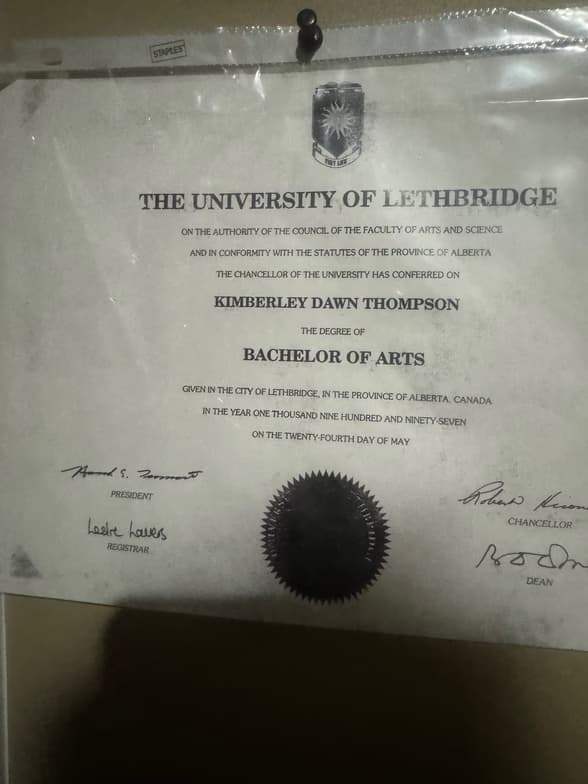 STAPLES
FIAT LUX
THE UNIVERSITY OF LETHBRIDGE
ON THE AUTHORITY OF THE COUNCIL OF THE FACULTY OF ARTS AND SCIENCE
AND IN CONFORMITY WITH THE STATUTES OF THE PROVINCE OF ALBERTA
THE CHANCELLOR OF THE UNIVERSITY HAS CONFERRED ON
KIMBERLEY DAWN THOMPSON
THE DEGREE OF
BACHELOR OF ARTS
GIVEN IN THE CITY OF LETHBRIDGE, IN THE PROVINCE OF ALBERTA, CANADA
IN THE YEAR ONE THOUSAND NINE HUNDRED AND NINETY-SEVEN
ON THE TWENTY-FOURTH DAY OF MAY
PRESIDENT
Leslie Lavers
REGISTRAR
Robert
CHANCELLOR
DEAN